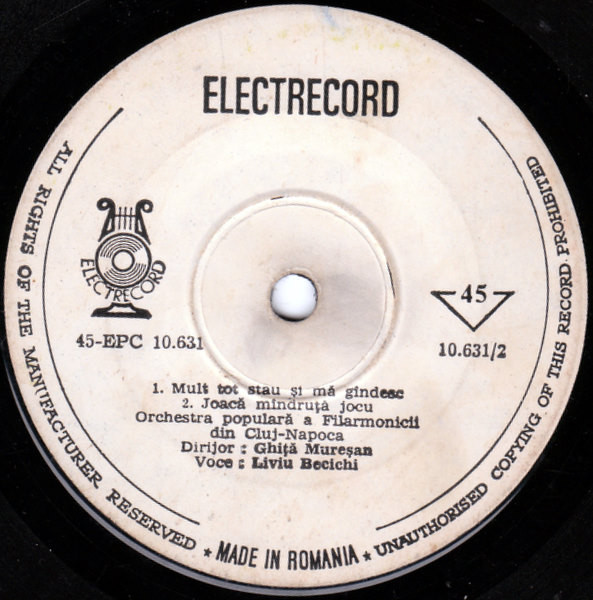 ELECTRECORD
ELECTRECORD
45-EPC 10.631
45
10.631/2
1. Mult tot stau și mă gîndesc
2. Joacă mîndruță jocu
Orchestra populară a Filarmonicii
din Cluj-Napoca
Dirijor : Ghiță Mureșan
Voce : Liviu Becichi
ALL RIGHTS OF THE MANUFACTURER RESERVED ★ MADE IN ROMANIA ★ UNAUTHORISED COPYING OF THIS RECORD PROHIBITED